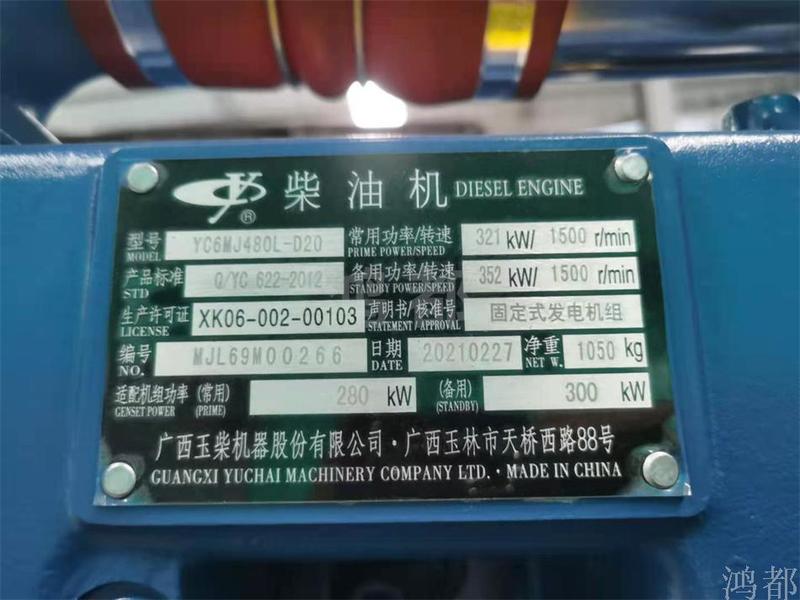 柴油机 DIESEL ENGINE
型号 MODEL YC6MJ480L-D20 常用功率/转速 PRIME POWER/SPEED 321 kW/ 1500 r/min
产品标准 STD Q/YC 622-2012 备用功率/转速 STANDBY POWER/SPEED 352 kW/ 1500 r/min
生产许可证 LICENSE XK06-002-00103 声明书/核准号 STATEMENT / APPROVAL 固定式发电机组
编号 NO. MJL69M00266 日期 DATE 20210227 净重 NET W. 1050 kg
适配机组功率 (常用) GENSET POWER (PRIME) 280 kW (备用) (STANDBY) 300 kW
广西玉柴机器股份有限公司·广西玉林市天桥西路88号
GUANGXI YUCHAI MACHINERY COMPANY LTD. · MADE IN CHINA
鸿都